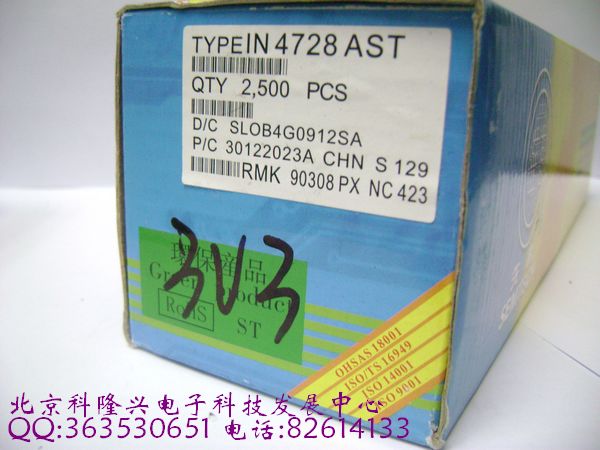 TYPE IN 4728 AST
QTY 2,500 PCS
D/C SLOB4G0912SA
P/C 30122023A CHN S 129
RMK 90308 PX NC 423
3V3
環保産品
Green Product
RoHS
ST
OHSAS 18001
ISO/TS 16949
ISO 14001
ISO 9001
北京科隆兴电子科技发展中心
QQ:363530651 电话:82614133